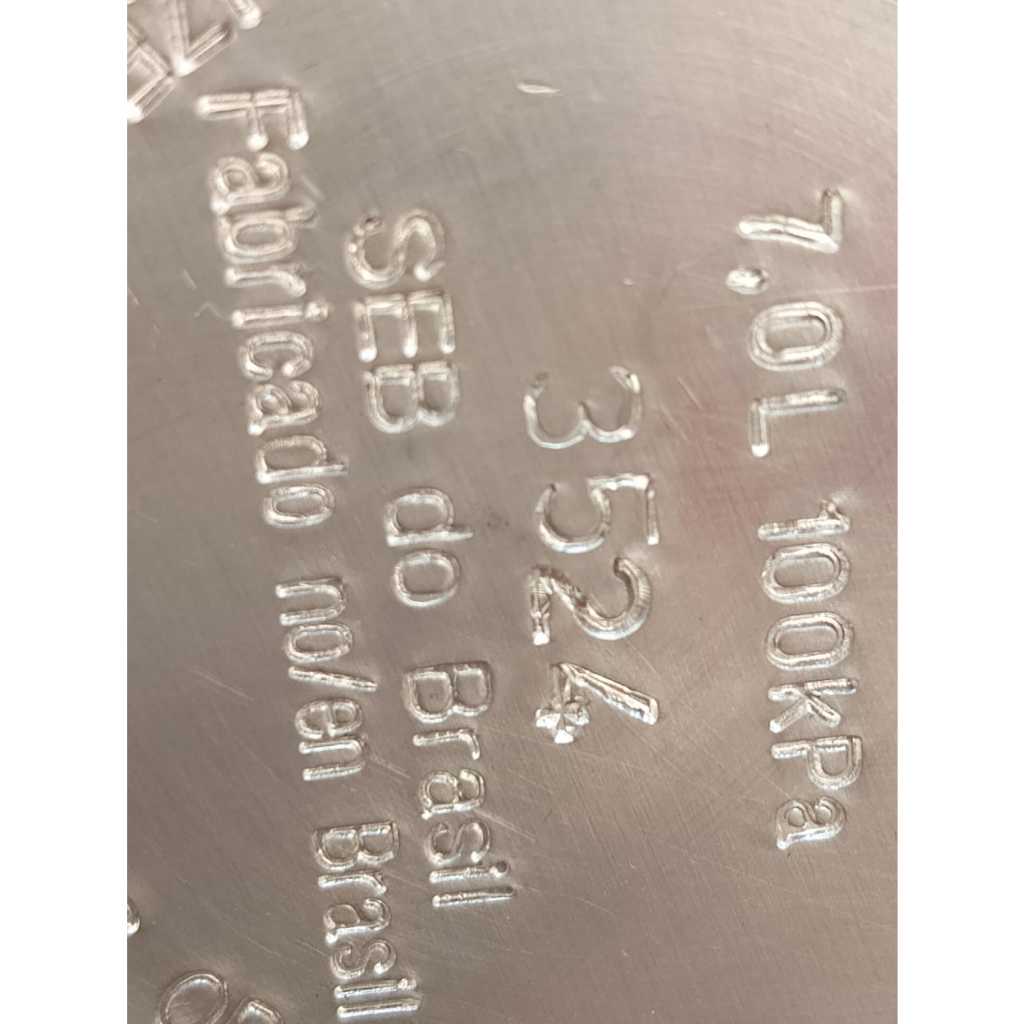 7,0L 100kPa
3524
SEB do Brasil
Fabricado no/en Brasil